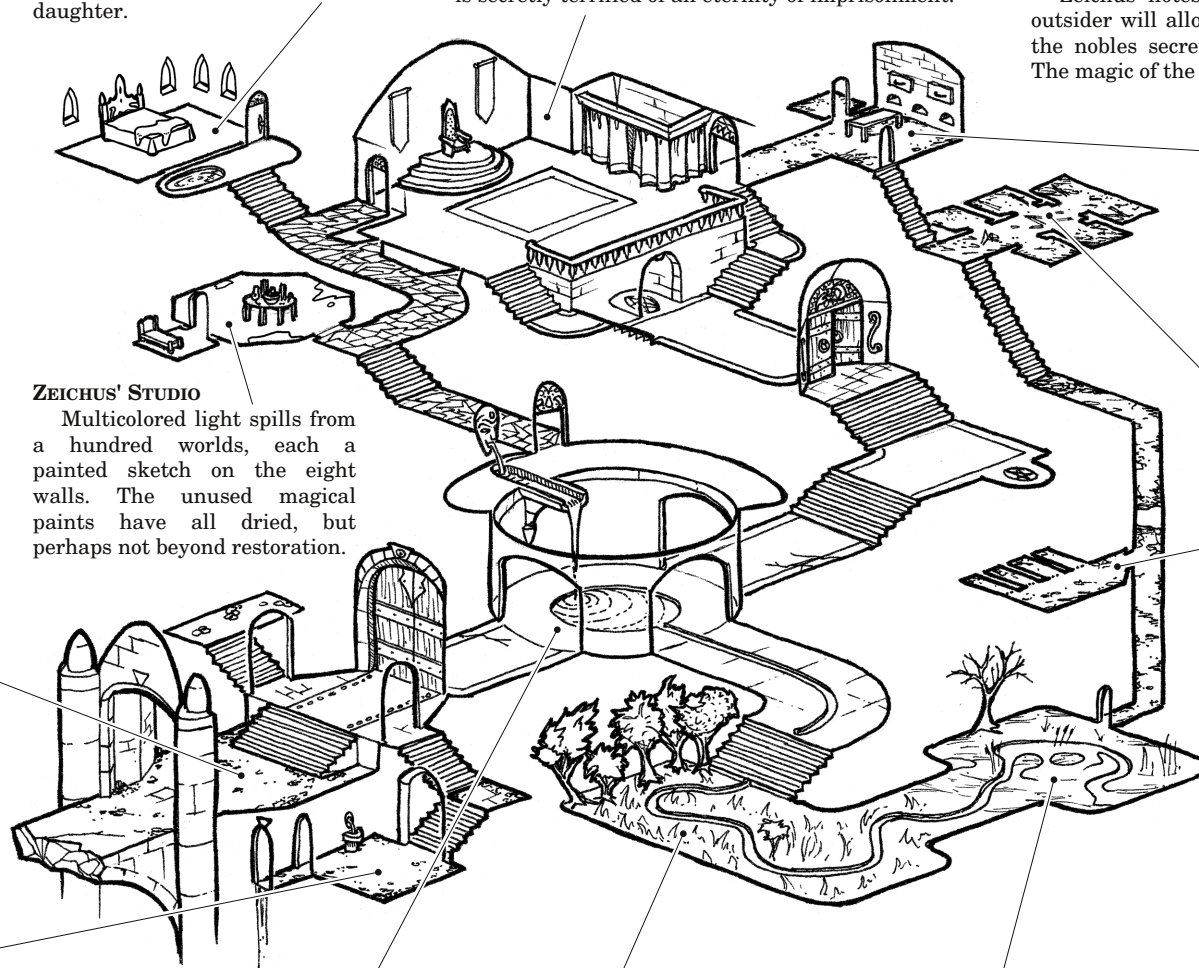 daughter.
is secretly terrified of an eternity of imprisonment.
Zeichus' notes
outsider will allo
the nobles secre
The magic of the
ZEICHUS' STUDIO
Multicolored light spills from
a hundred worlds, each a
painted sketch on the eight
walls. The unused magical
paints have all dried, but
perhaps not beyond restoration.